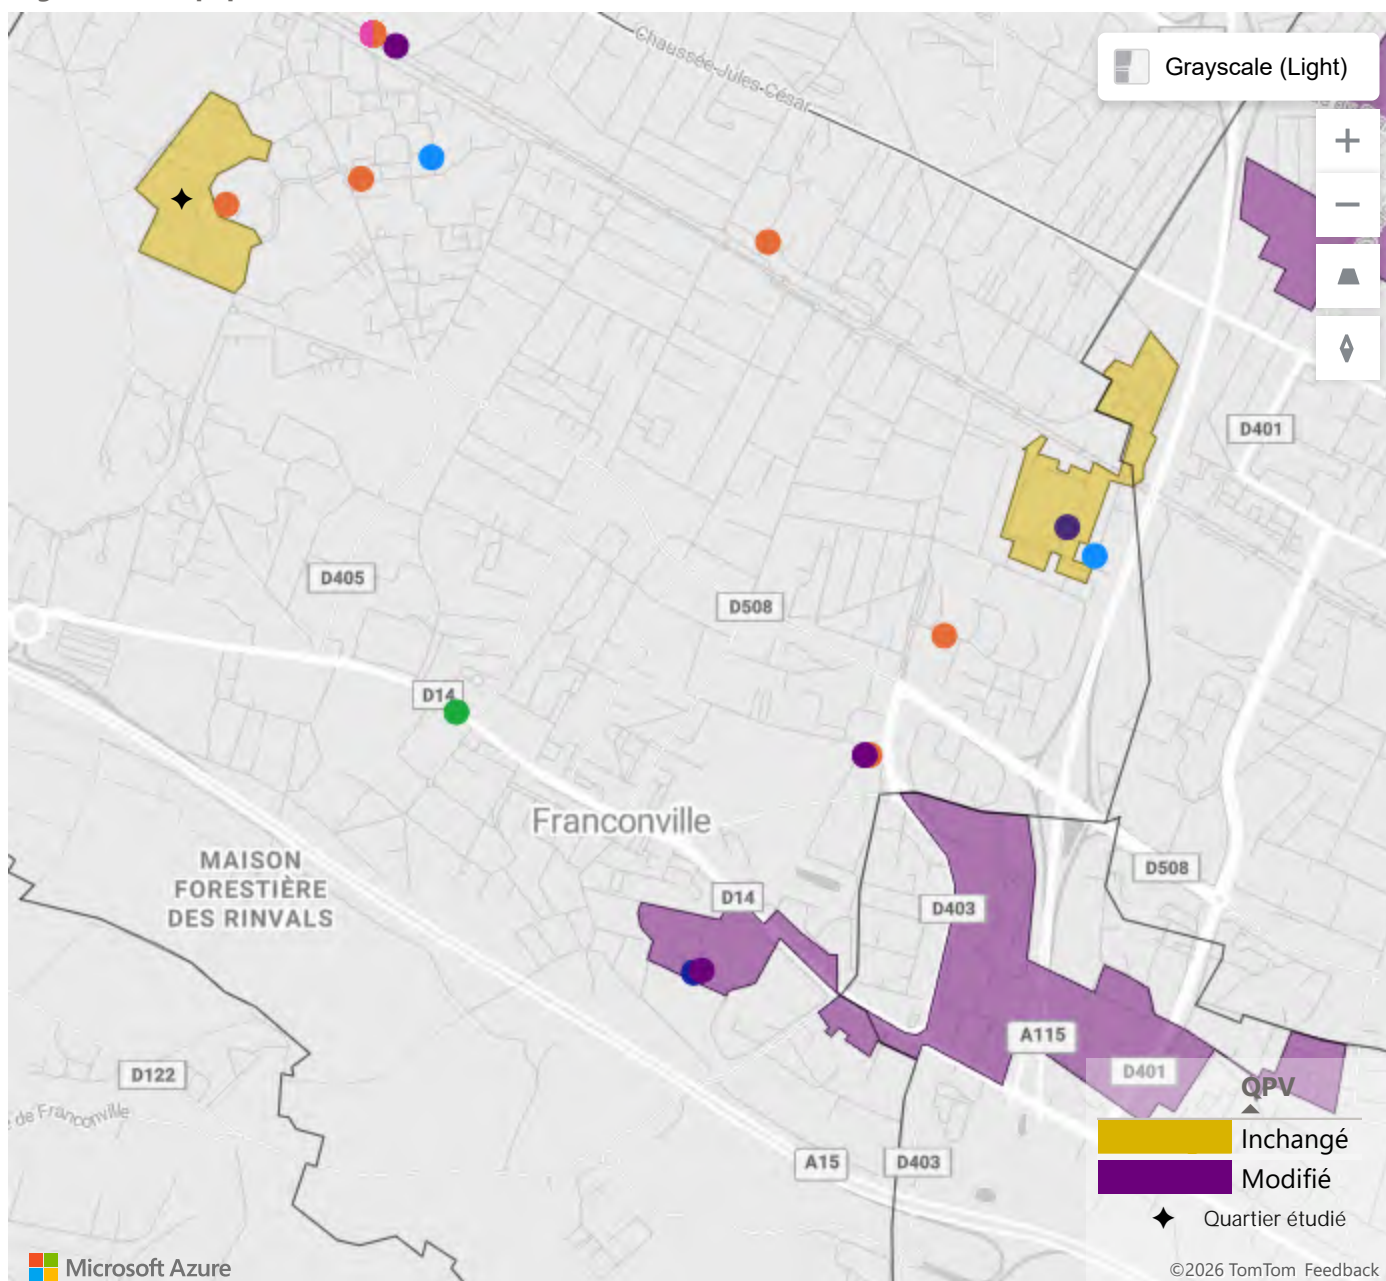 Chaussée-Jules-César
Grayscale (Light)
D401
D405
D508
D14
Franconville
MAISON
FORESTIÈRE
DES RINVALS
D14
D403
D508
A115
D122
D401
de Franconville
QPV
Inchangé
Modifié
A15
D403
Quartier étudié
Microsoft Azure
©2026 TomTom Feedback